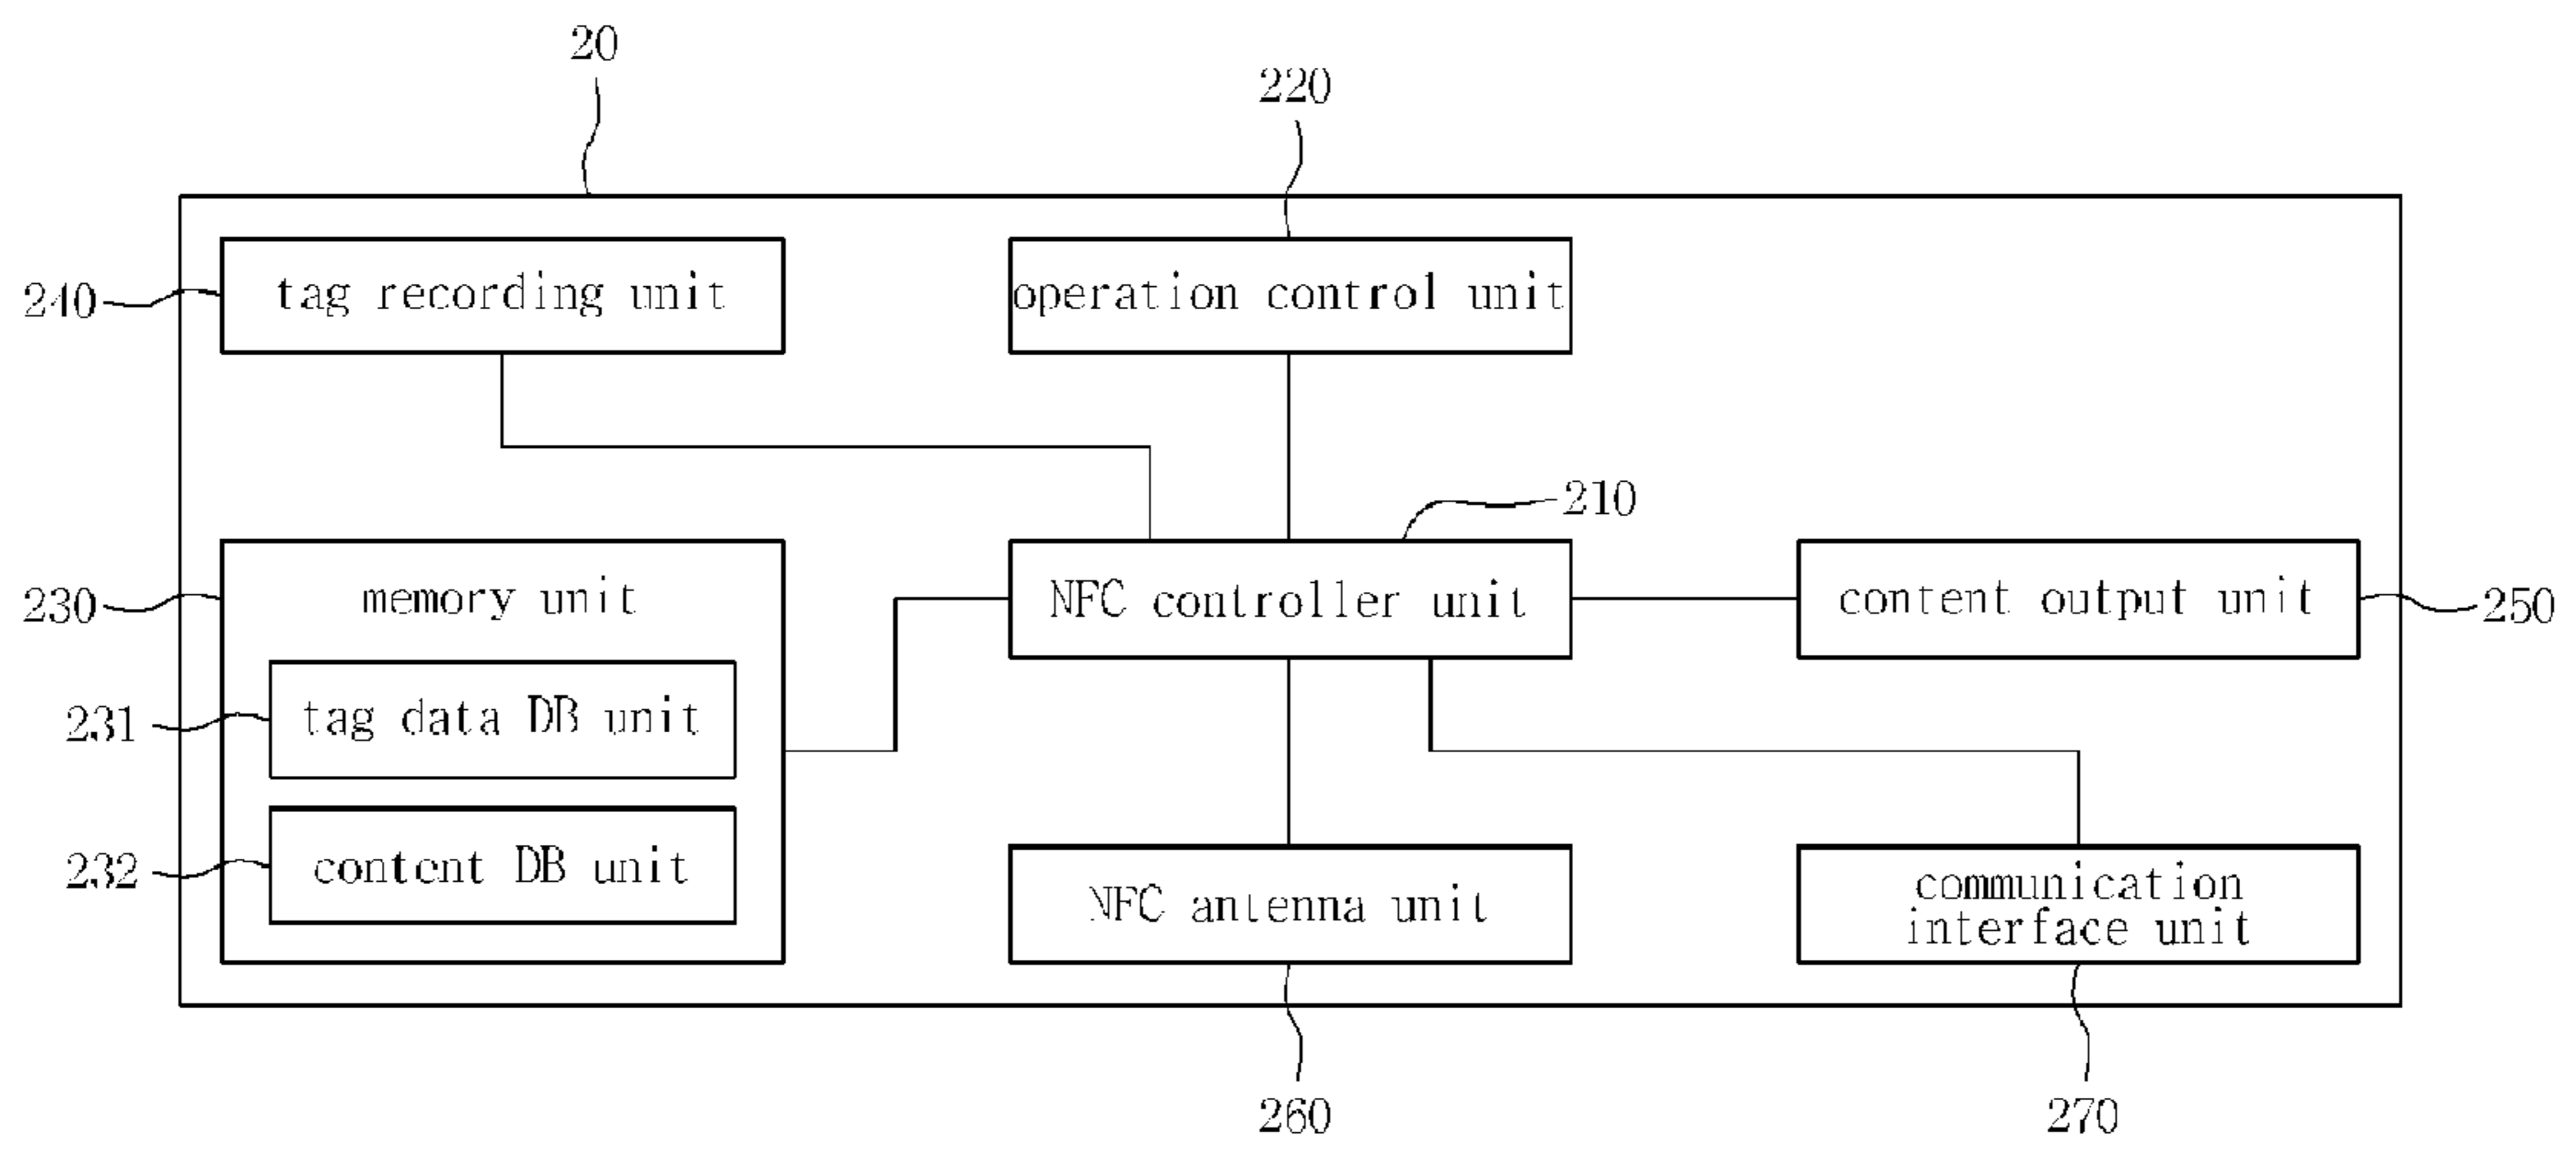 20
220
240
tag recording unit
operation control unit
210
230
memory unit
NFC controller unit
content output unit
250
231
tag data DB unit
232
content DB unit
NFC antenna unit
communication
interface unit
260
270